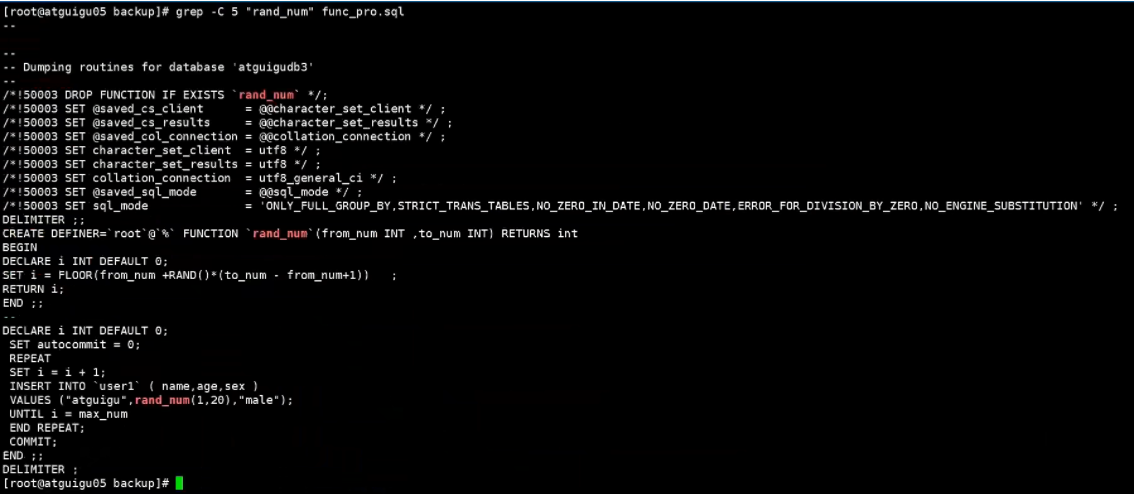 [root@atguigu05 backup]# grep -C 5 "rand_num" func_pro.sql
--

--
-- Dumping routines for database 'atguigudb3'
--
/*!50003 DROP FUNCTION IF EXISTS `rand_num` */;
/*!50003 SET @saved_cs_client      = @@character_set_client */ ;
/*!50003 SET @saved_cs_results     = @@character_set_results */ ;
/*!50003 SET @saved_col_connection = @@collation_connection */ ;
/*!50003 SET character_set_client  = utf8 */ ;
/*!50003 SET character_set_results = utf8 */ ;
/*!50003 SET collation_connection  = utf8_general_ci */ ;
/*!50003 SET @saved_sql_mode       = @@sql_mode */ ;
/*!50003 SET sql_mode              = 'ONLY_FULL_GROUP_BY,STRICT_TRANS_TABLES,NO_ZERO_IN_DATE,NO_ZERO_DATE,ERROR_FOR_DIVISION_BY_ZERO,NO_ENGINE_SUBSTITUTION' */ ;
DELIMITER ;;
CREATE DEFINER=`root`@`%` FUNCTION `rand_num`(from_num INT ,to_num INT) RETURNS int
BEGIN
DECLARE i INT DEFAULT 0;
SET i = FLOOR(from_num +RAND()*(to_num - from_num+1))   ;
RETURN i;
END ;;
--
DECLARE i INT DEFAULT 0;
 SET autocommit = 0;
 REPEAT
 SET i = i + 1;
 INSERT INTO `user1` ( name,age,sex )
 VALUES ("atguigu",rand_num(1,20),"male");
 UNTIL i = max_num
 END REPEAT;
 COMMIT;
END ;;
DELIMITER ;
[root@atguigu05 backup]#